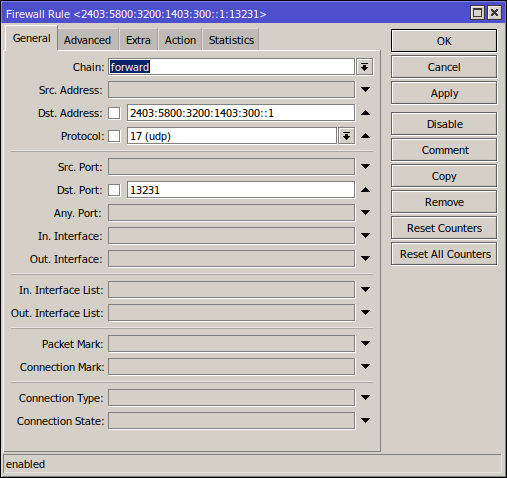 Firewall Rule <2403:5800:3200:1403:300::1:13231>
General Advanced Extra Action Statistics
Chain: forward
Src. Address:
Dst. Address: 2403:5800:3200:1403:300::1
Protocol: 17 (udp)
Src. Port:
Dst. Port: 13231
Any. Port:
In. Interface:
Out. Interface:
In. Interface List:
Out. Interface List:
Packet Mark:
Connection Mark:
Connection Type:
Connection State:
OK
Cancel
Apply
Disable
Comment
Copy
Remove
Reset Counters
Reset All Counters
enabled